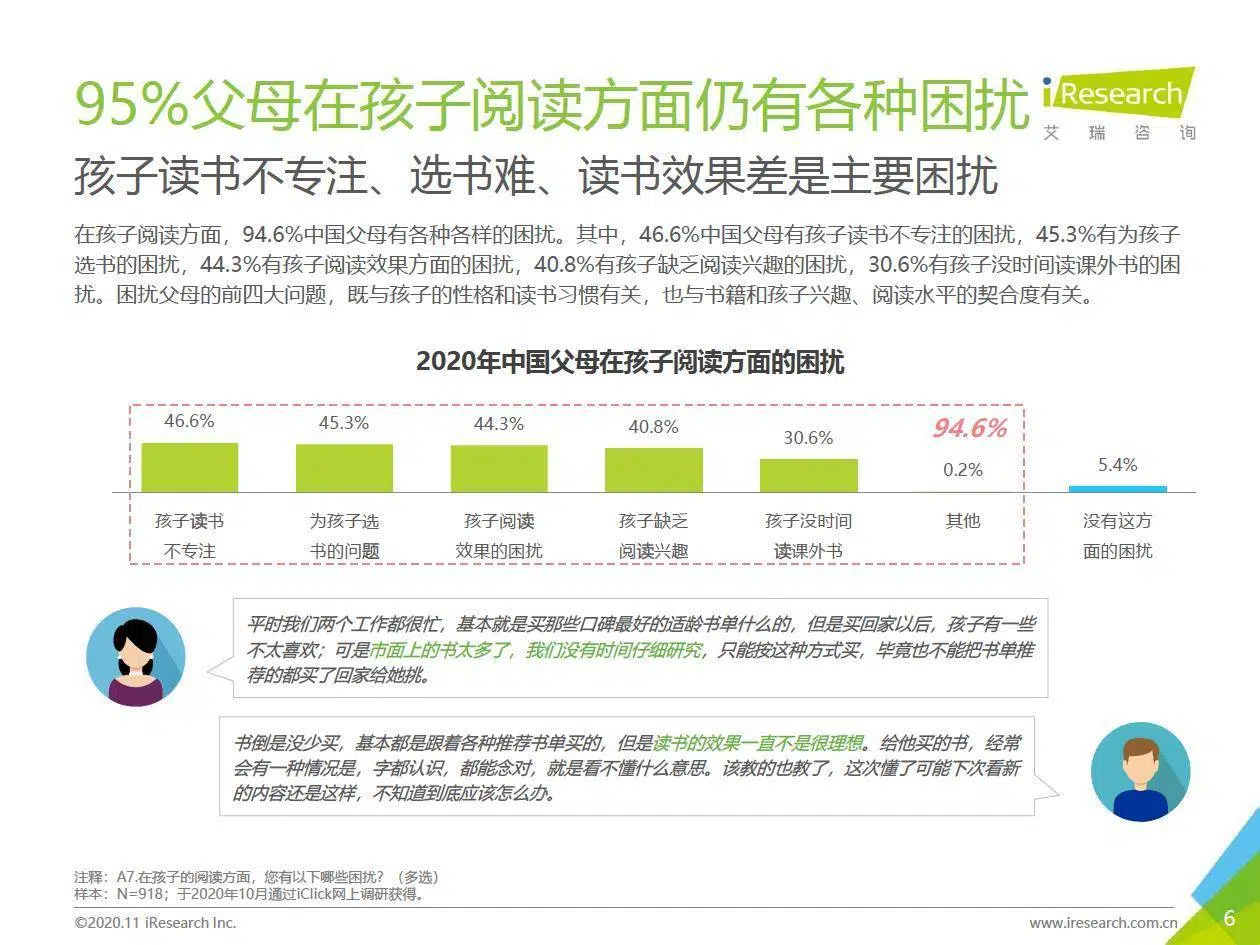 95%父母在孩子阅读方面仍有各种困扰
iResearch
艾瑞咨询
孩子读书不专注、选书难、读书效果差是主要困扰
在孩子阅读方面，94.6%中国父母有各种各样的困扰。其中，46.6%中国父母有孩子读书不专注的困扰，45.3%有为孩子
选书的困扰，44.3%有孩子阅读效果方面的困扰，40.8%有孩子缺乏阅读兴趣的困扰，30.6%有孩子没时间读课外书的困
扰。困扰父母的前四大问题，既与孩子的性格和读书习惯有关，也与书籍和孩子兴趣、阅读水平的契合度有关。
2020年中国父母在孩子阅读方面的困扰
46.6%
45.3%
44.3%
40.8%
30.6%
94.6%
0.2%
5.4%
孩子读书
不专注
为孩子选
书的问题
孩子阅读
效果的困扰
孩子缺乏
阅读兴趣
孩子没时间
读课外书
其他
没有这方
面的困扰
平时我们两个工作都很忙，基本就是买那些口碑最好的适龄书单什么的，但是买回家以后，孩子有一些
不太喜欢；可是市面上的书太多了，我们没有时间仔细研究，只能按这种方式买，毕竟也不能把书单推
荐的都买了回家给她挑。
书倒是没少买，基本都是跟着各种推荐书单买的，但是读书的效果一直不是很理想。给他买的书，经常
会有一种情况是，字都认识，都能念对，就是看不懂什么意思。该教的也教了，这次懂了可能下次看新
的内容还是这样，不知道到底应该怎么办。
注释：A7.在孩子的阅读方面，您有以下哪些困扰？（多选）
样本：N=918；于2020年10月通过iClick网上调研获得。
©2020.11 iResearch Inc.
www.iresearch.com.cn
6